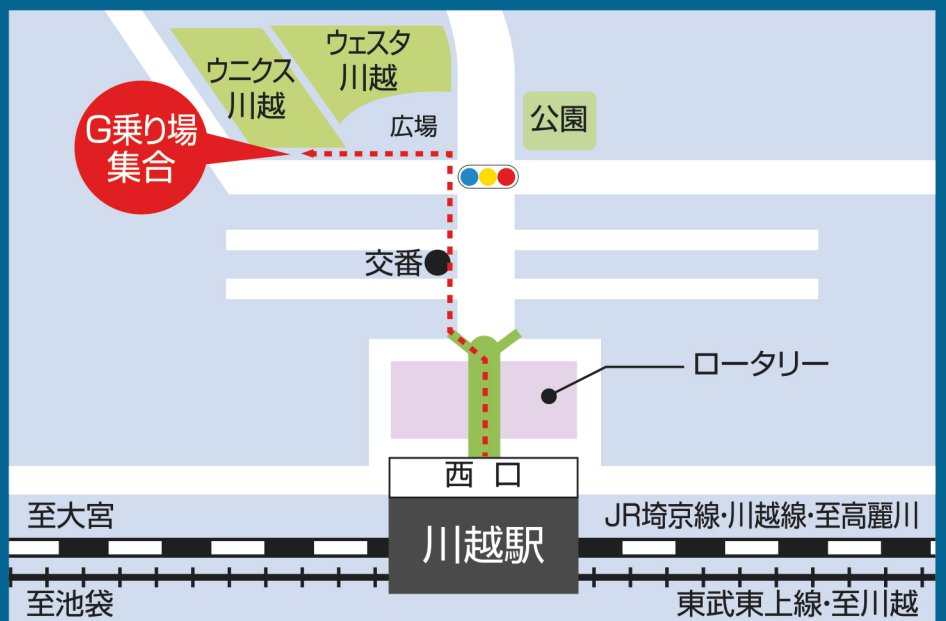 ウニクス
川越
ウェスタ
川越
G乗り場
集合
広場
公園
交番
ロータリー
西口
川越駅
至大宮
JR埼京線・川越線・至高麗川
至池袋
東武東上線・至川越